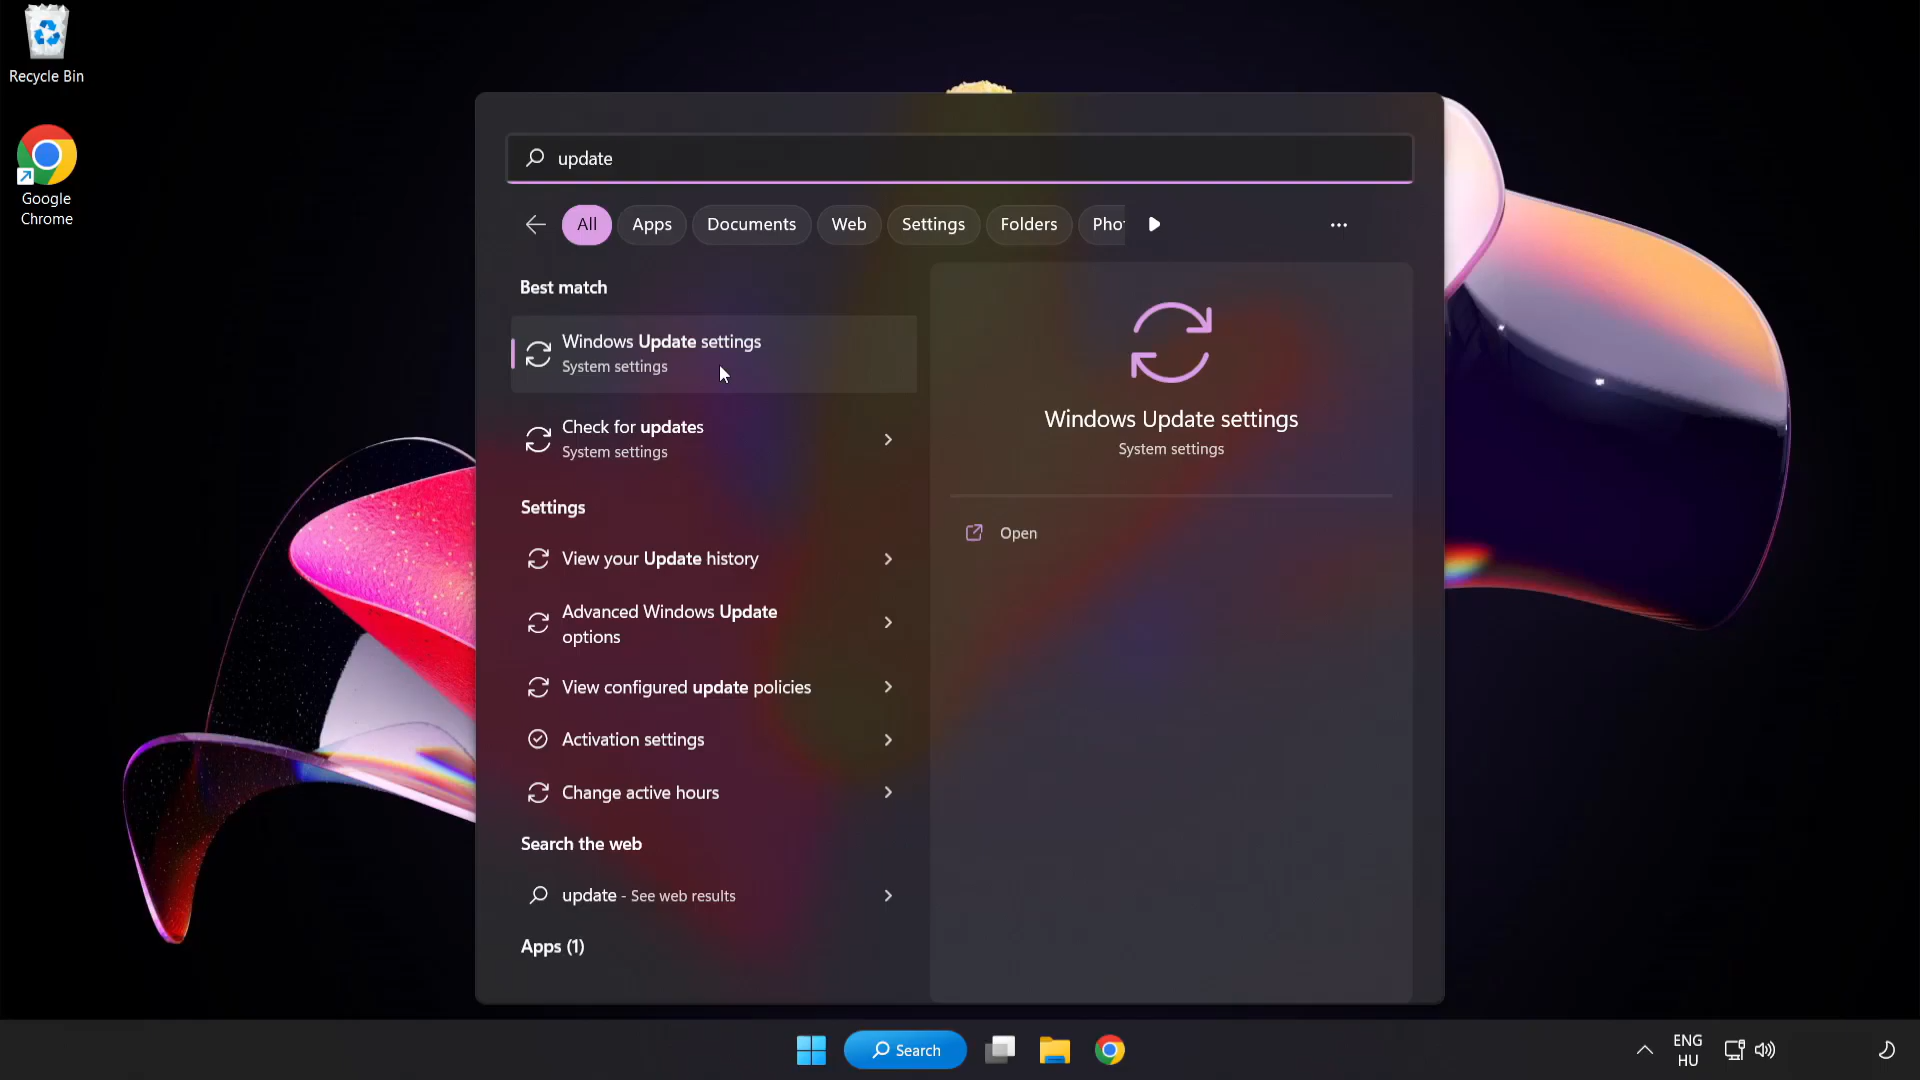 Recycle Bin
Google
Chrome
update
All
Apps
Documents
Web
Settings
Folders
Pho
Best match
Windows Update settings
System settings
Check for updates
System settings
Settings
View your Update history
Advanced Windows Update
options
View configured update policies
Activation settings
Change active hours
Search the web
update - See web results
Apps (1)
Windows Update settings
System settings
Open
Search
ENG
HU